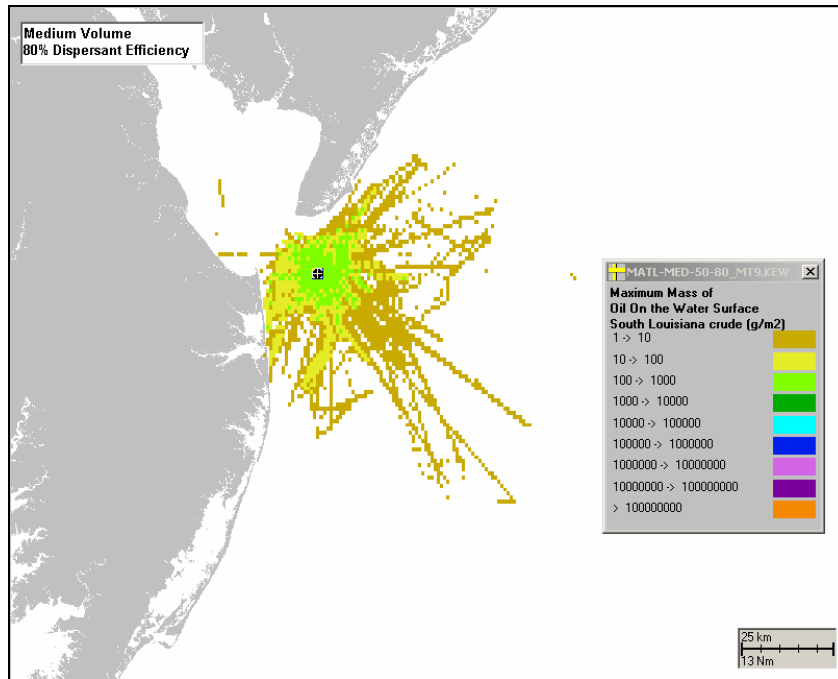 Medium Volume
80% Dispersant Efficiency
MATL-MED-50-80_MT9.KEW
Maximum Mass of
Oil On the Water Surface
South Louisiana crude (g/m2)
1 -> 10
10 -> 100
100 -> 1000
1000 -> 10000
10000 -> 100000
100000 -> 1000000
1000000 -> 10000000
10000000 -> 100000000
> 100000000
25 km
13 Nm